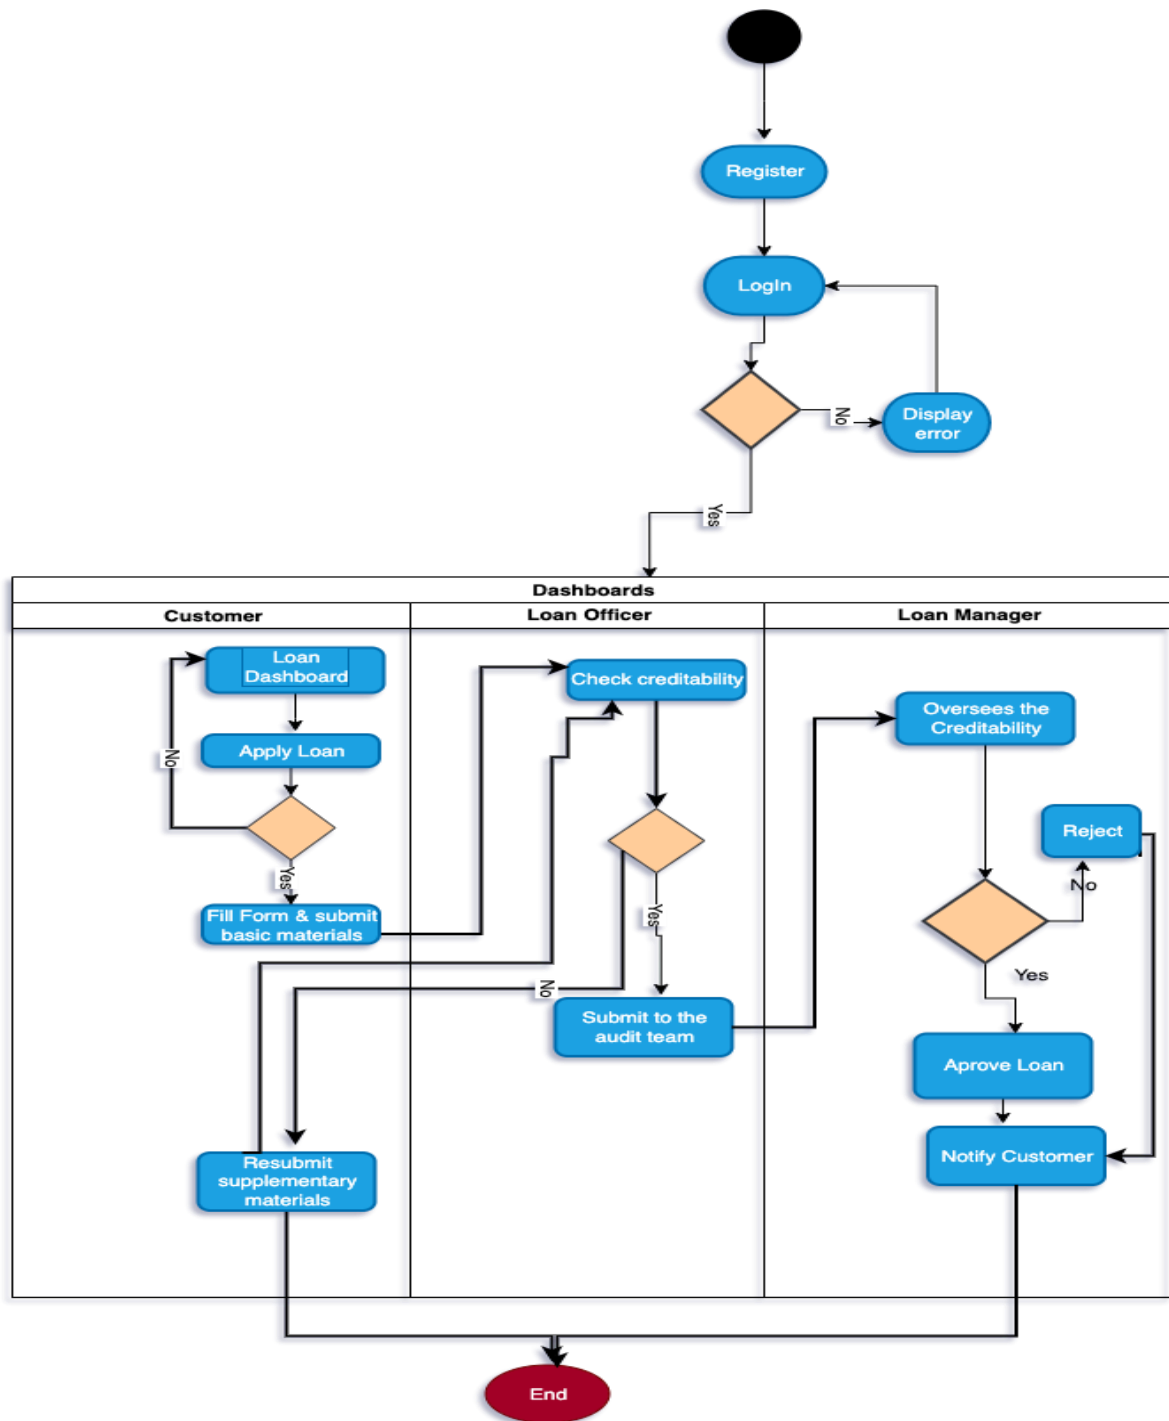 Register
LogIn
No
Display
error
Yes
Dashboards
Customer
Loan Officer
Loan Manager
Loan
Dashboard
Apply Loan
No
Yes
Fill Form & submit
basic materials
Check creditability
Yes
No
Submit to the
audit team
Resubmit
supplementary
materials
Oversees the
Creditability
Reject
No
Yes
Aprove Loan
Notify Customer
End